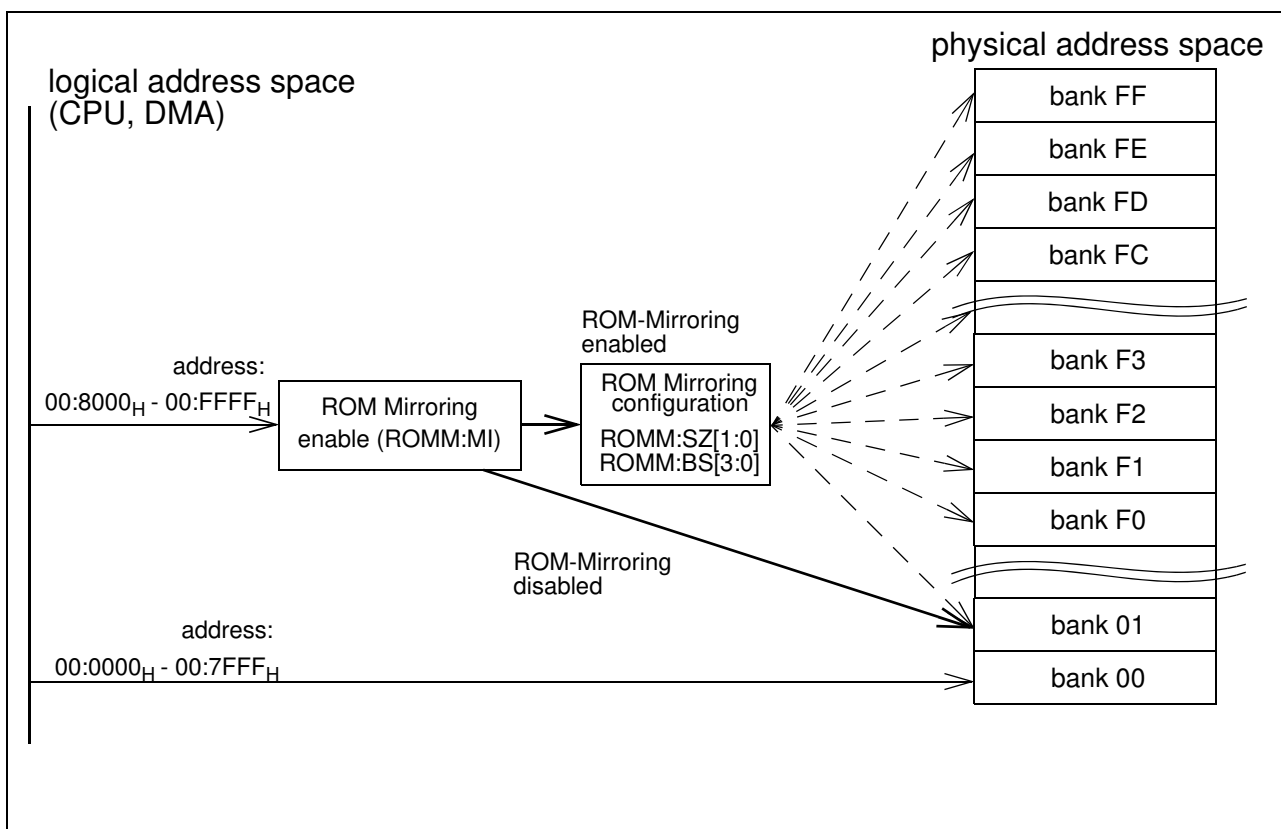 physical address space
logical address space
(CPU, DMA)
bank FF
bank FE
bank FD
bank FC
ROM-Mirroring
enabled
address:
00:8000H - 00:FFFFH
ROM Mirroring
enable (ROMM:MI)
ROM Mirroring
configuration
ROMM:SZ[1:0]
ROMM:BS[3:0]
bank F3
bank F2
bank F1
bank F0
ROM-Mirroring
disabled
address:
00:0000H - 00:7FFFH
bank 01
bank 00